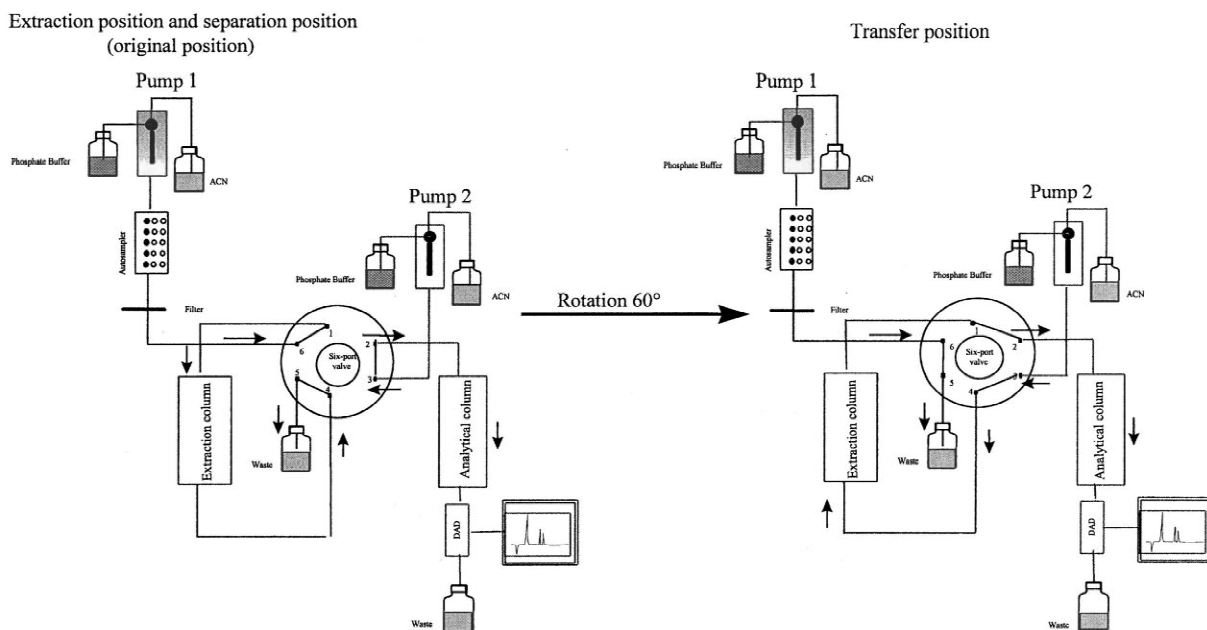 Extraction position and separation position
(original position)
Pump 1
Phosphate Buffer
ACN
Autosampler
Filter
Pump 2
Phosphate Buffer
ACN
1
2
3
4
5
6
Six-port
valve
Extraction column
Waste
Analytical column
DAD
Waste
Rotation 60°
Transfer position
Pump 1
Phosphate Buffer
ACN
Autosampler
Filter
Pump 2
Phosphate Buffer
ACN
1
2
3
4
5
6
Six-port
valve
Extraction column
Waste
Analytical column
DAD
Waste